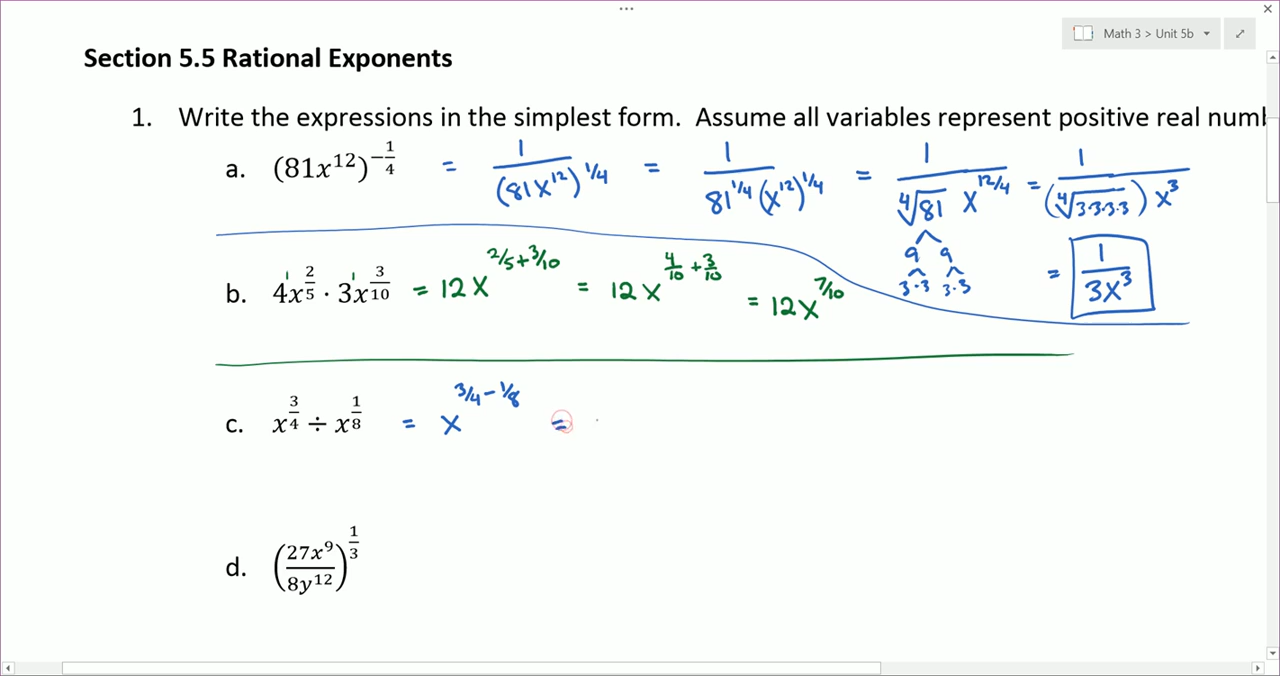 Math 3 > Unit 5b
Section 5.5 Rational Exponents
1. Write the expressions in the simplest form. Assume all variables represent positive real numb
a. (81x^12)^(-1/4) = 1/(81x^12)^(1/4) = 1/(81^(1/4)(x^12)^(1/4)) = 1/(∜81 x^(12/4)) = 1/((∜3·3·3·3)x^3)
9 9
3·3 3·3
= 1/(3x^3)
b. 4x^(2/5) · 3x^(3/10) = 12x^(2/5+3/10) = 12x^(4/10+3/10) = 12x^(7/10)
1 1
c. x^(3/4) ÷ x^(1/8) = x^(3/4-1/8) =
d. (27x^9/8y^12)^(1/3)